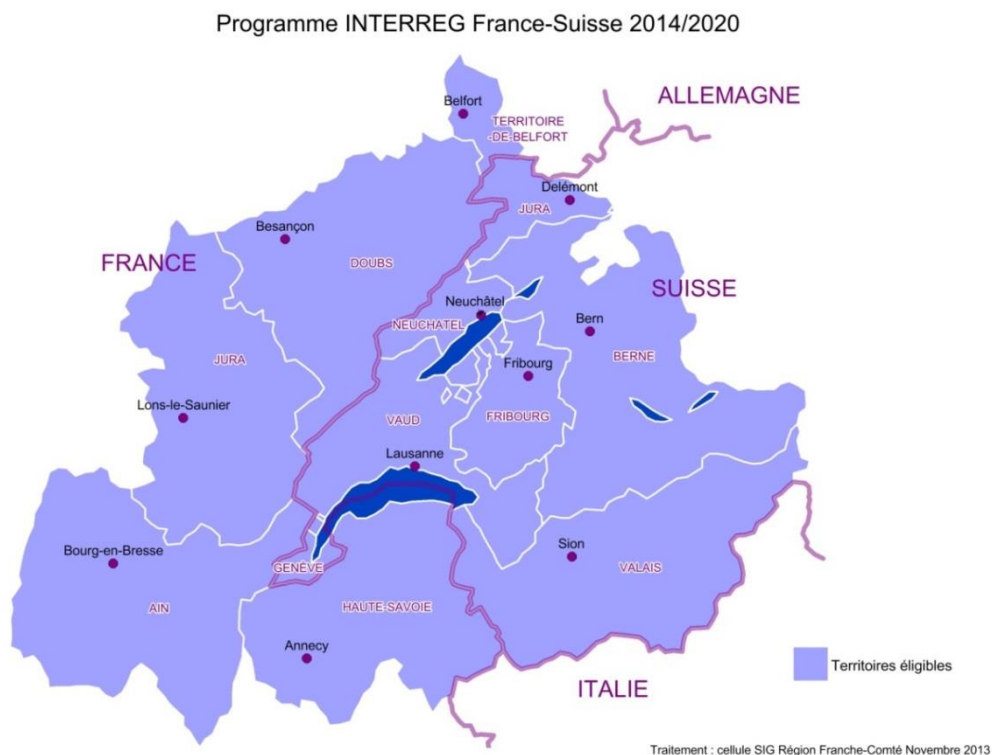 Programme INTERREG France-Suisse 2014/2020
ALLEMAGNE
Belfort
TERRITOIRE
-DE-BELFORT
Delémont
JURA
Besançon
FRANCE
DOUBS
SUISSE
Neuchâtel
NEUCHATEL
Bern
BERNE
JURA
Fribourg
Lons-le-Saunier
VAUD
FRIBOURG
Lausanne
Bourg-en-Bresse
Sion
GENÈVE
VALAIS
AIN
HAUTE-SAVOIE
Annecy
Territoires éligibles
ITALIE
Traitement : cellule SIG Région Franche-Comté Novembre 2013